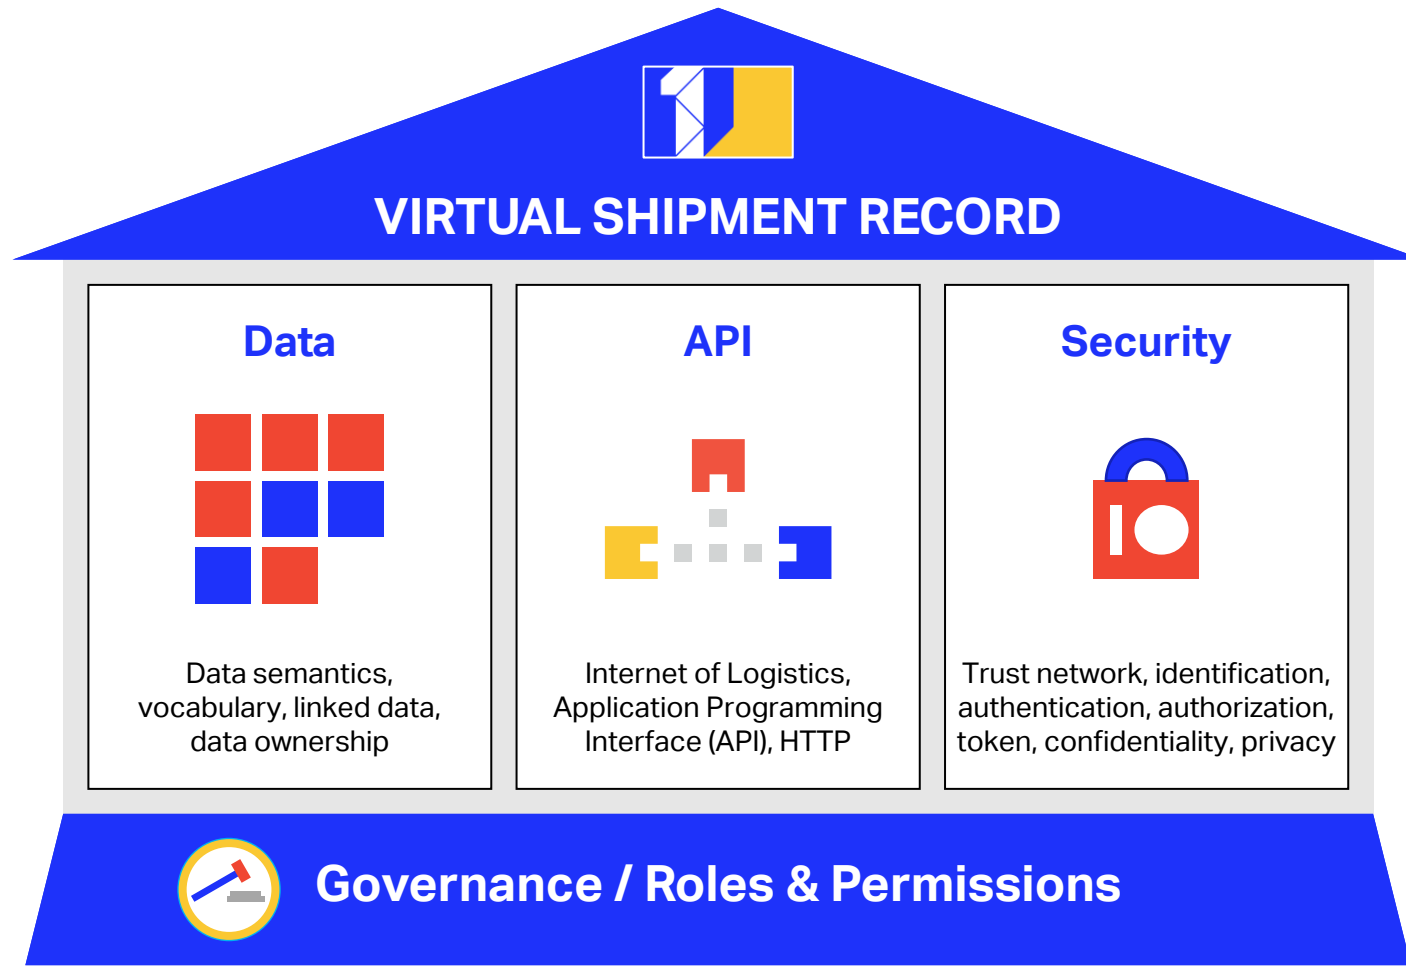 VIRTUAL SHIPMENT RECORD
Data
Data semantics,
vocabulary, linked data,
data ownership
API
Internet of Logistics,
Application Programming
Interface (API), HTTP
Security
Trust network, identification,
authentication, authorization,
token, confidentiality, privacy
Governance / Roles & Permissions